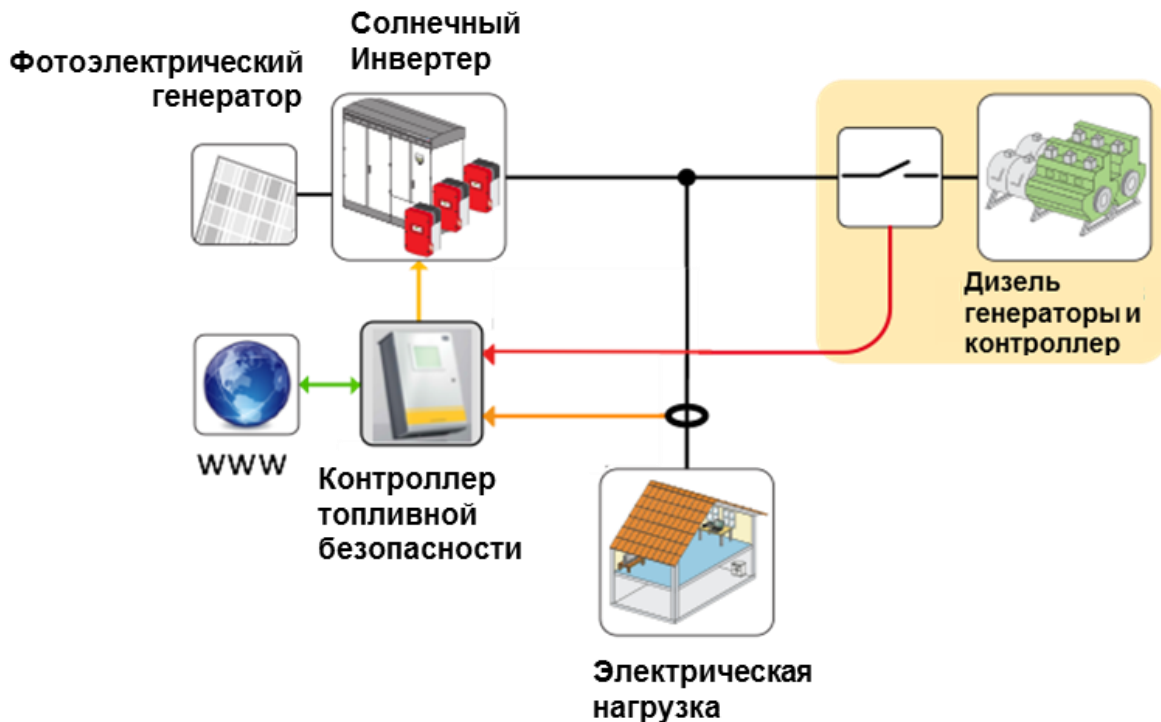 Солнечный
Инвертер
Фотоэлектрический
генератор
Дизель
генераторы и
контроллер
WWW
Контроллер
топливной
безопасности
Электрическая
нагрузка